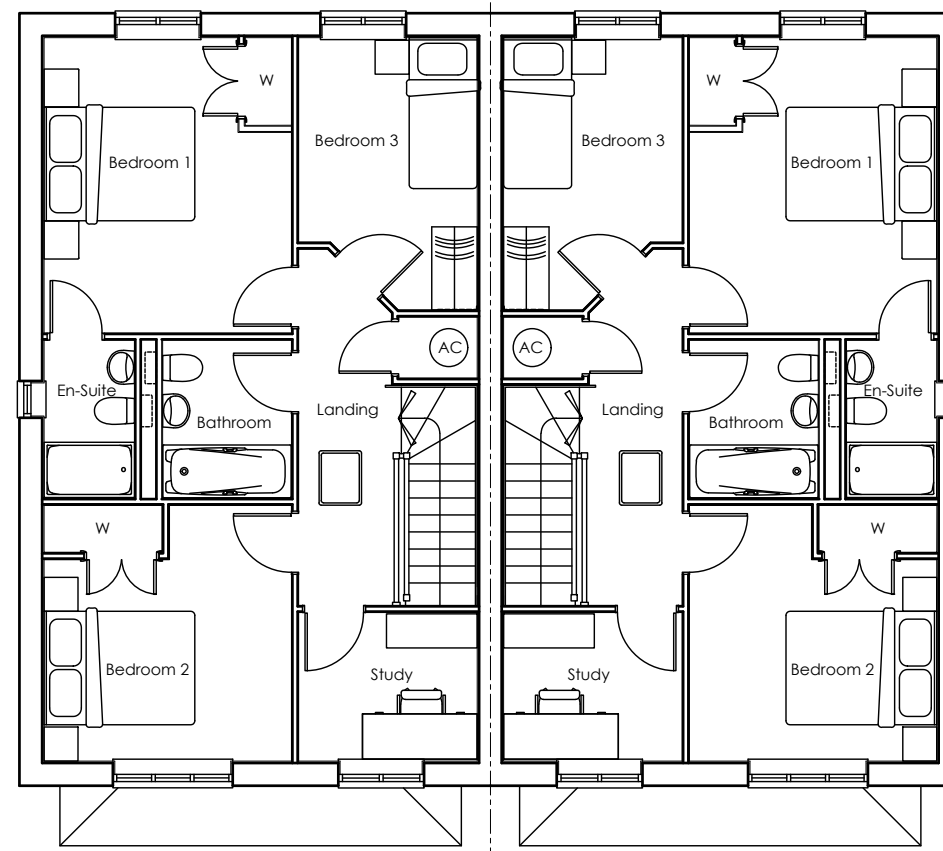 W
W
Bedroom 3
Bedroom 3
Bedroom 1
Bedroom 1
AC
AC
En-Suite
En-Suite
Landing
Landing
Bathroom
Bathroom
W
W
Bedroom 2
Bedroom 2
Study
Study